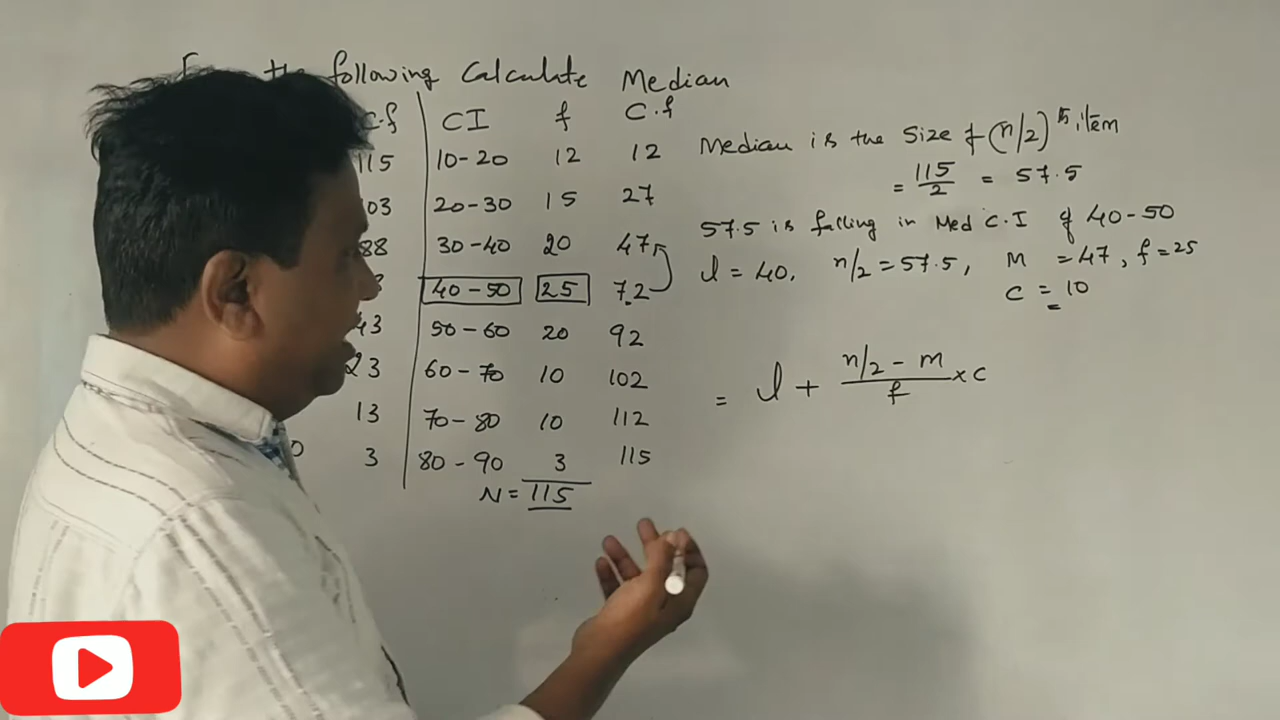 the following Calculate Median
C.f CI f C.f
115 10-20 12 12
103 20-30 15 27
88 30-40 20 47
40-50 25 72
43 50-60 20 92
23 60-70 10 102
13 70-80 10 112
3 80-90 3 115
N = 115
Median is the Size of (n/2)th item
= 115/2 = 57.5
57.5 is falling in Med C.I of 40-50
l = 40, n/2 = 57.5, m = 47, f = 25
c = 10
= l + n/2 - m / f × c